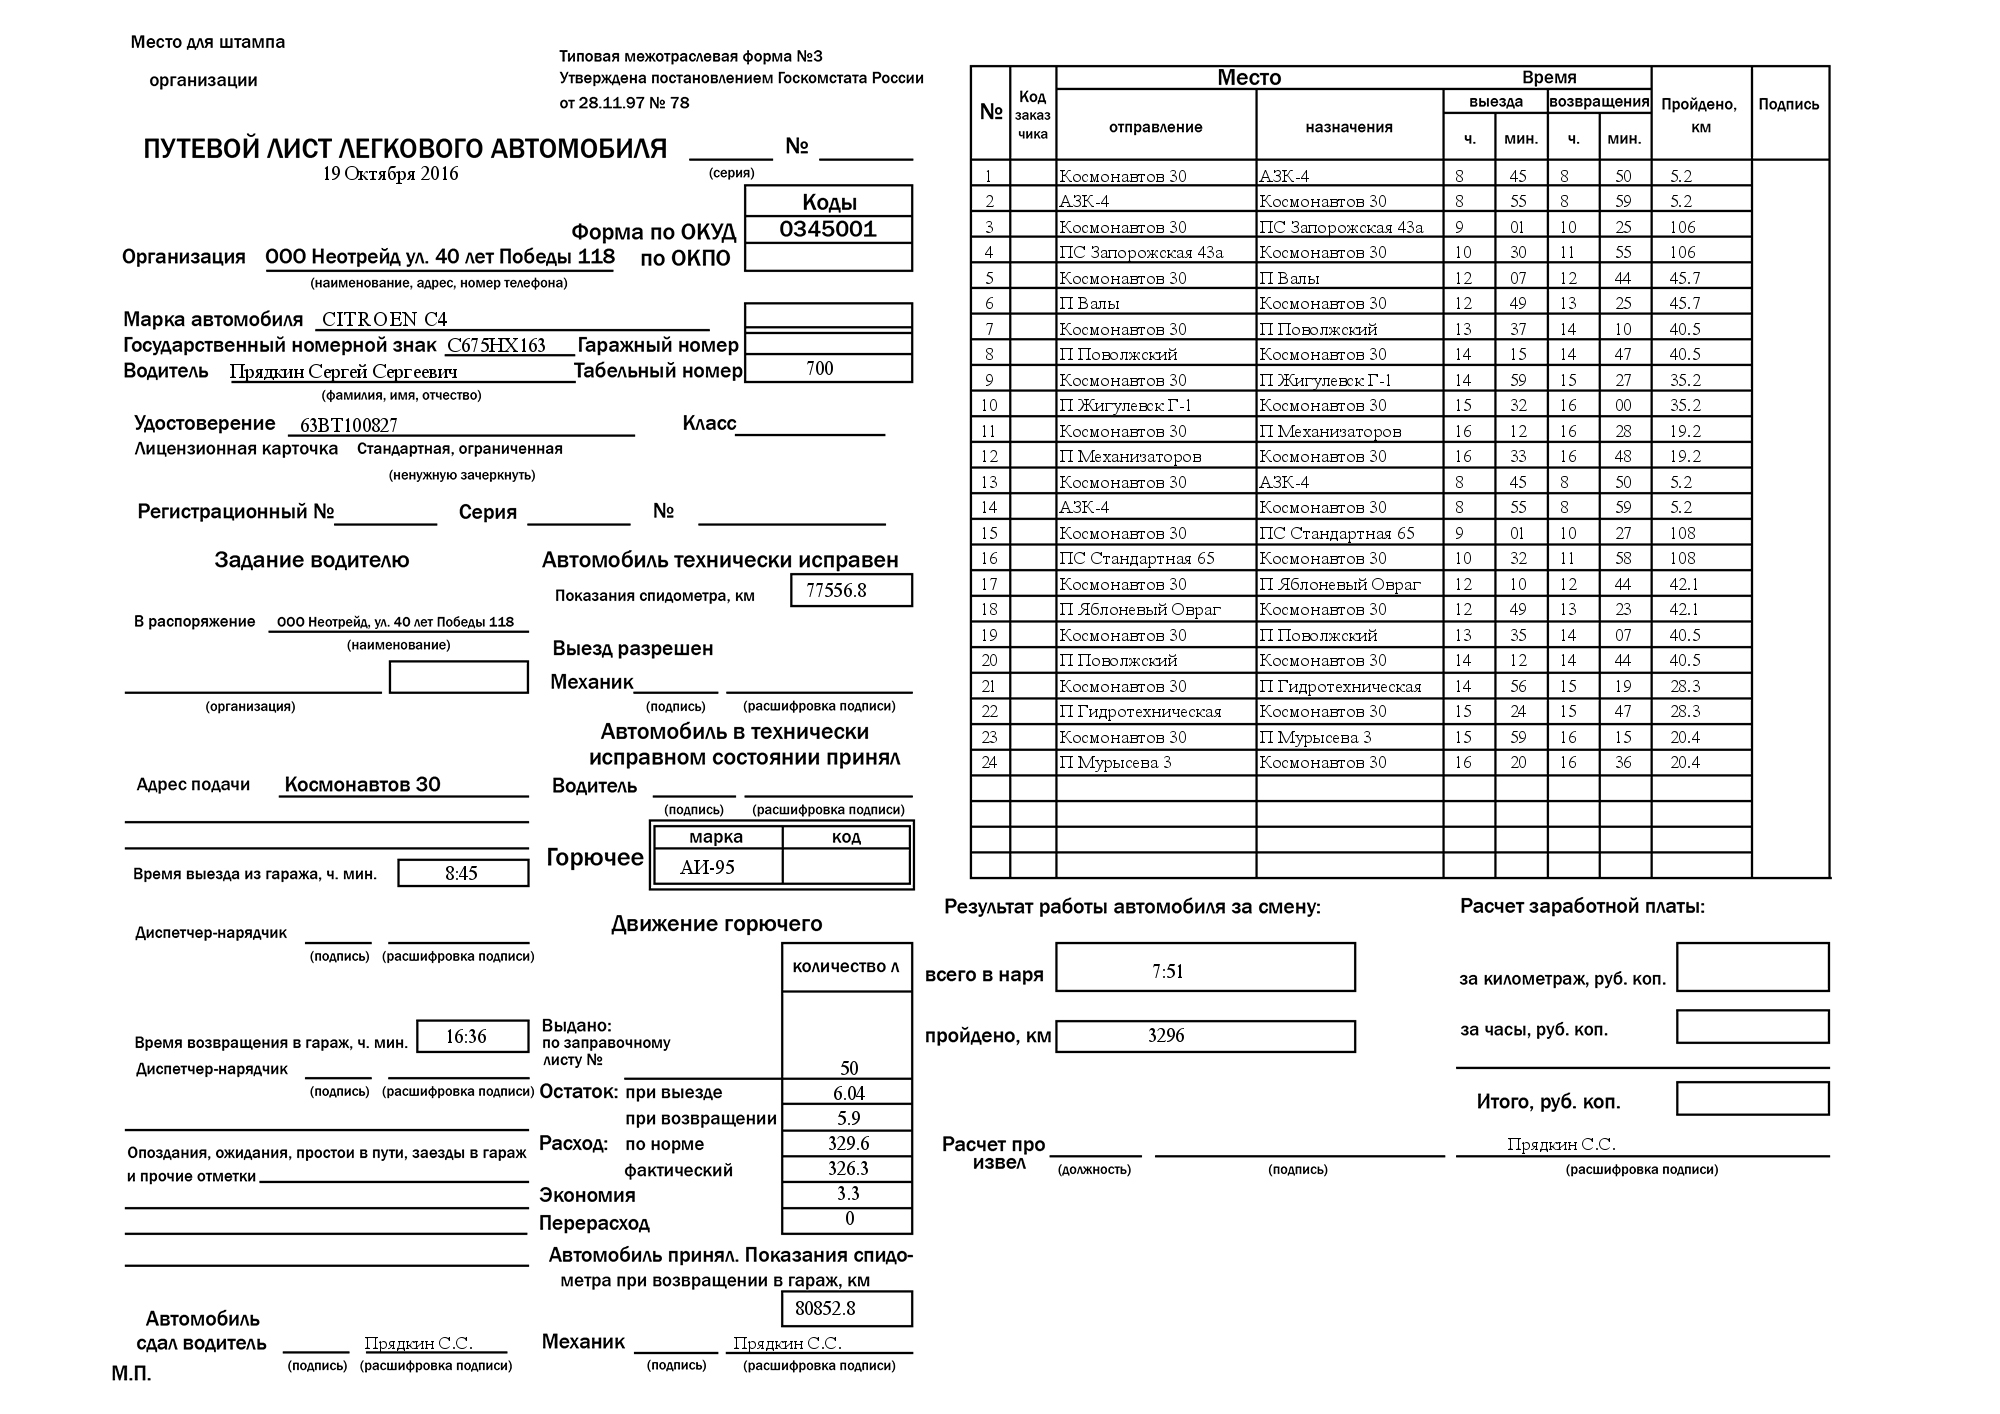 Место для штампа
организации
Типовая межотраслевая форма №3
Утверждена постановлением Госкомстата России
от 28.11.97 № 78
ПУТЕВОЙ ЛИСТ ЛЕГКОВОГО АВТОМОБИЛЯ №
19 Октября 2016 (серия)
Коды
Форма по ОКУД 0345001
Организация ООО Неотрейд ул. 40 лет Победы 118 по ОКПО
(наименование, адрес, номер телефона)
Марка автомобиля CITROEN C4
Государственный номерной знак С675НХ163 Гаражный номер
Водитель Прядкин Сергей Сергеевич Табельный номер 700
(фамилия, имя, отчество)
Удостоверение 63ВТ100827 Класс
Лицензионная карточка Стандартная, ограниченная
(ненужную зачеркнуть)
Регистрационный № Серия №
Задание водителю
В распоряжение ООО Неотрейд, ул. 40 лет Победы 118
(наименование)
(организация)
Адрес подачи Космонавтов 30
Время выезда из гаража, ч. мин. 8:45
Диспетчер-нарядчик
(подпись) (расшифровка подписи)
Время возвращения в гараж, ч. мин. 16:36
Диспетчер-нарядчик
(подпись) (расшифровка подписи)
Опоздания, ожидания, простои в пути, заезды в гараж
и прочие отметки
Автомобиль
сдал водитель Прядкин С.С.
(подпись) (расшифровка подписи)
М.П.
Автомобиль технически исправен
Показания спидометра, км 77556.8
Выезд разрешен
Механик
(подпись) (расшифровка подписи)
Автомобиль в технически
исправном состоянии принял
Водитель
(подпись) (расшифровка подписи)
марка код
Горючее АИ-95
Движение горючего
количество л
Выдано:
по заправочному
листу №
50
Остаток: при выезде 6.04
при возвращении 5.9
Расход: по норме 329.6
фактический 326.3
Экономия 3.3
Перерасход 0
Автомобиль принял. Показания спидо-
метра при возвращении в гараж, км
80852.8
Механик Прядкин С.С.
(подпись) (расшифровка подписи)
№ Код заказ чика Место Время Пройдено, км Подпись
отправление назначения выезда возвращения
ч. мин. ч. мин.
1 Космонавтов 30 АЗК-4 8 45 8 50 5.2
2 АЗК-4 Космонавтов 30 8 55 8 59 5.2
3 Космонавтов 30 ПС Запорожская 43а 9 01 10 25 106
4 ПС Запорожская 43а Космонавтов 30 10 30 11 55 106
5 Космонавтов 30 П Валы 12 07 12 44 45.7
6 П Валы Космонавтов 30 12 49 13 25 45.7
7 Космонавтов 30 П Поволжский 13 37 14 10 40.5
8 П Поволжский Космонавтов 30 14 15 14 47 40.5
9 Космонавтов 30 П Жигулевск Г-1 14 59 15 27 35.2
10 П Жигулевск Г-1 Космонавтов 30 15 32 16 00 35.2
11 Космонавтов 30 П Механизаторов 16 12 16 28 19.2
12 П Механизаторов Космонавтов 30 16 33 16 48 19.2
13 Космонавтов 30 АЗК-4 8 45 8 50 5.2
14 АЗК-4 Космонавтов 30 8 55 8 59 5.2
15 Космонавтов 30 ПС Стандартная 65 9 01 10 27 108
16 ПС Стандартная 65 Космонавтов 30 10 32 11 58 108
17 Космонавтов 30 П Яблоневый Овраг 12 10 12 44 42.1
18 П Яблоневый Овраг Космонавтов 30 12 49 13 23 42.1
19 Космонавтов 30 П Поволжский 13 35 14 07 40.5
20 П Поволжский Космонавтов 30 14 12 14 44 40.5
21 Космонавтов 30 П Гидротехническая 14 56 15 19 28.3
22 П Гидротехническая Космонавтов 30 15 24 15 47 28.3
23 Космонавтов 30 П Мурысева 3 15 59 16 15 20.4
24 П Мурысева 3 Космонавтов 30 16 20 16 36 20.4
Результат работы автомобиля за смену:
всего в наря 7:51
пройдено, км 3296
Расчет заработной платы:
за километраж, руб. коп.
за часы, руб. коп.
Итого, руб. коп.
Расчет про Прядкин С.С.
извел
(должность) (подпись) (расшифровка подписи)